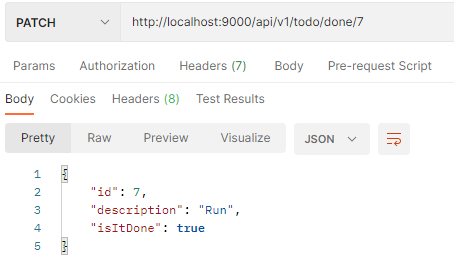 PATCH http://localhost:9000/api/v1/todo/done/7
Params Authorization Headers (7) Body Pre-request Script
Body Cookies Headers (8) Test Results
Pretty Raw Preview Visualize JSON
1 {
2 "id": 7,
3 "description": "Run",
4 "isItDone": true
5 }